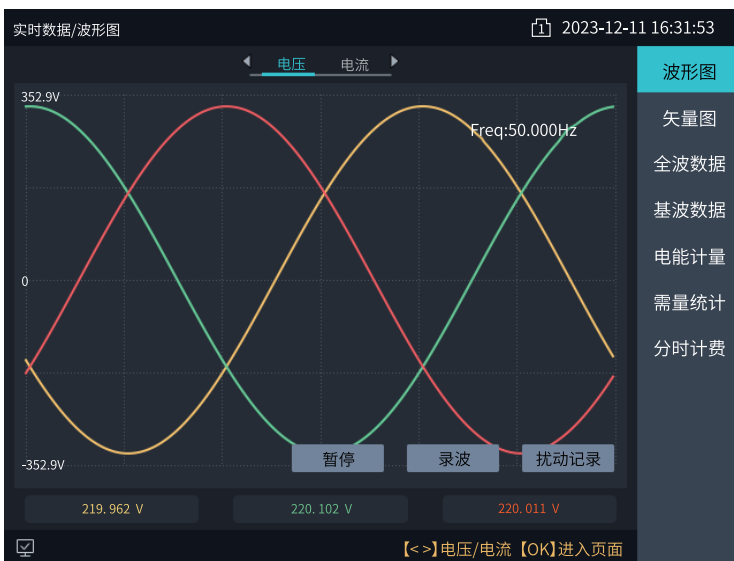 实时数据/波形图
1 2023-12-11 16:31:53
电压 电流
352.9V
Freq:50.000Hz
0
-352.9V
暂停 录波 扰动记录
219.962 V 220.102 V 220.011 V
【< >】电压/电流【OK】进入页面
波形图
矢量图
全波数据
基波数据
电能计量
需量统计
分时计费